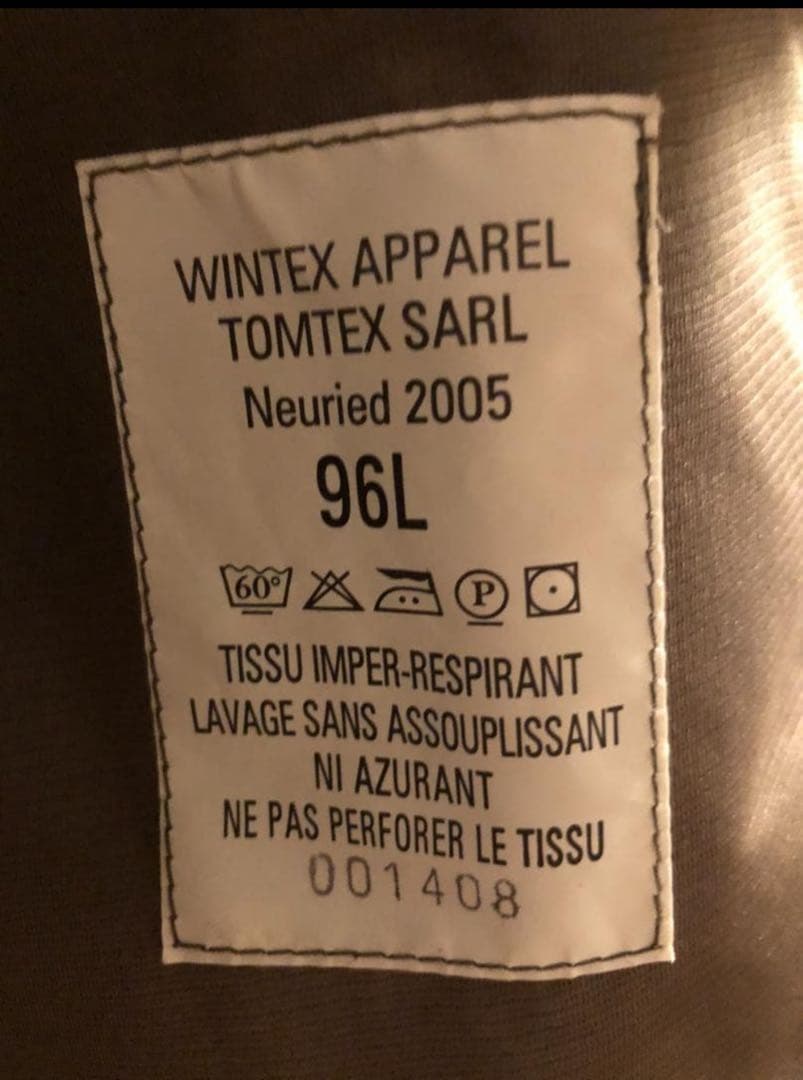 WINTEX APPAREL
TOMTEX SARL
Neuried 2005
96L
60° P
TISSU IMPER-RESPIRANT
LAVAGE SANS ASSOUPLISSANT
NI AZURANT
NE PAS PERFORER LE TISSU
001408